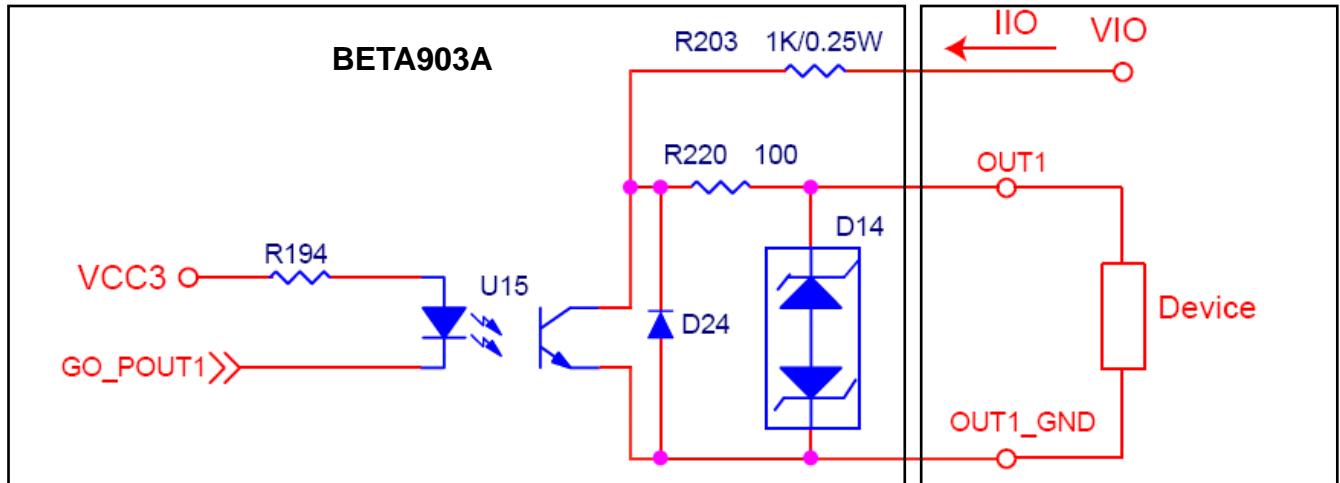 BETA903A
R203 1K/0.25W
IIO
VIO
R220 100
OUT1
D14
R194
VCC3
U15
D24
Device
GO_POUT1
OUT1_GND